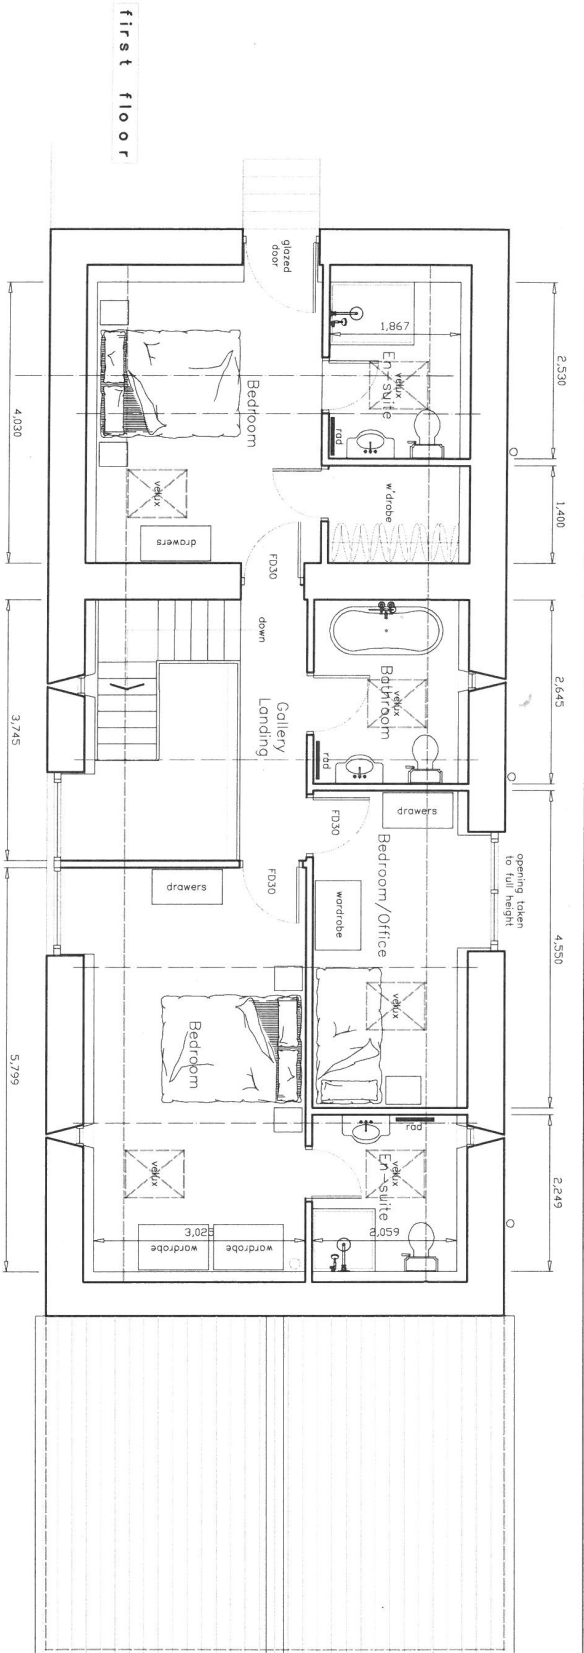 first floor
glazed
door
2,530
1,867
En-suite
velux
rad
Bedroom
4,030
velux
drawers
w'drobe
1,400
FD30
down
Gallery
Landing
3,745
Bathroom
velux
rad
2,645
FD30
drawers
opening taken
to full height
Bedroom/Office
wardrobe
velux
4,550
FD30
drawers
Bedroom
5,799
velux
3,025
wardrobe
wardrobe
rad
En-suite
velux
2,059
2,249